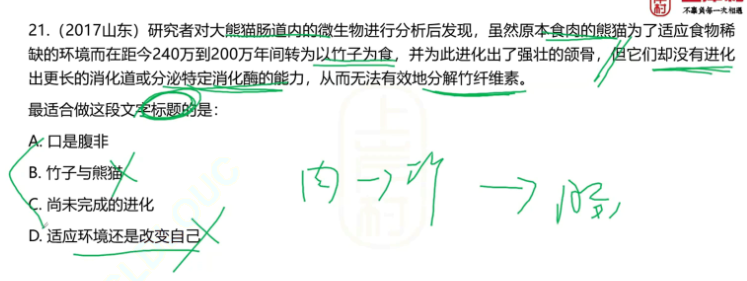 不辜负每一次相遇
21.（2017山东）研究者对大熊猫肠道内的微生物进行分析后发现，虽然原本食肉的熊猫为了适应食物稀
缺的环境而在距今240万到200万年间转为以竹子为食，并为此进化出了强壮的颌骨，但它们却没有进化
出更长的消化道或分泌特定消化酶的能力，从而无法有效地分解竹纤维素。
最适合做这段文字标题的是：
A. 口是腹非
B. 竹子与熊猫
C. 尚未完成的进化
D. 适应环境还是改变自己
肉→竹→